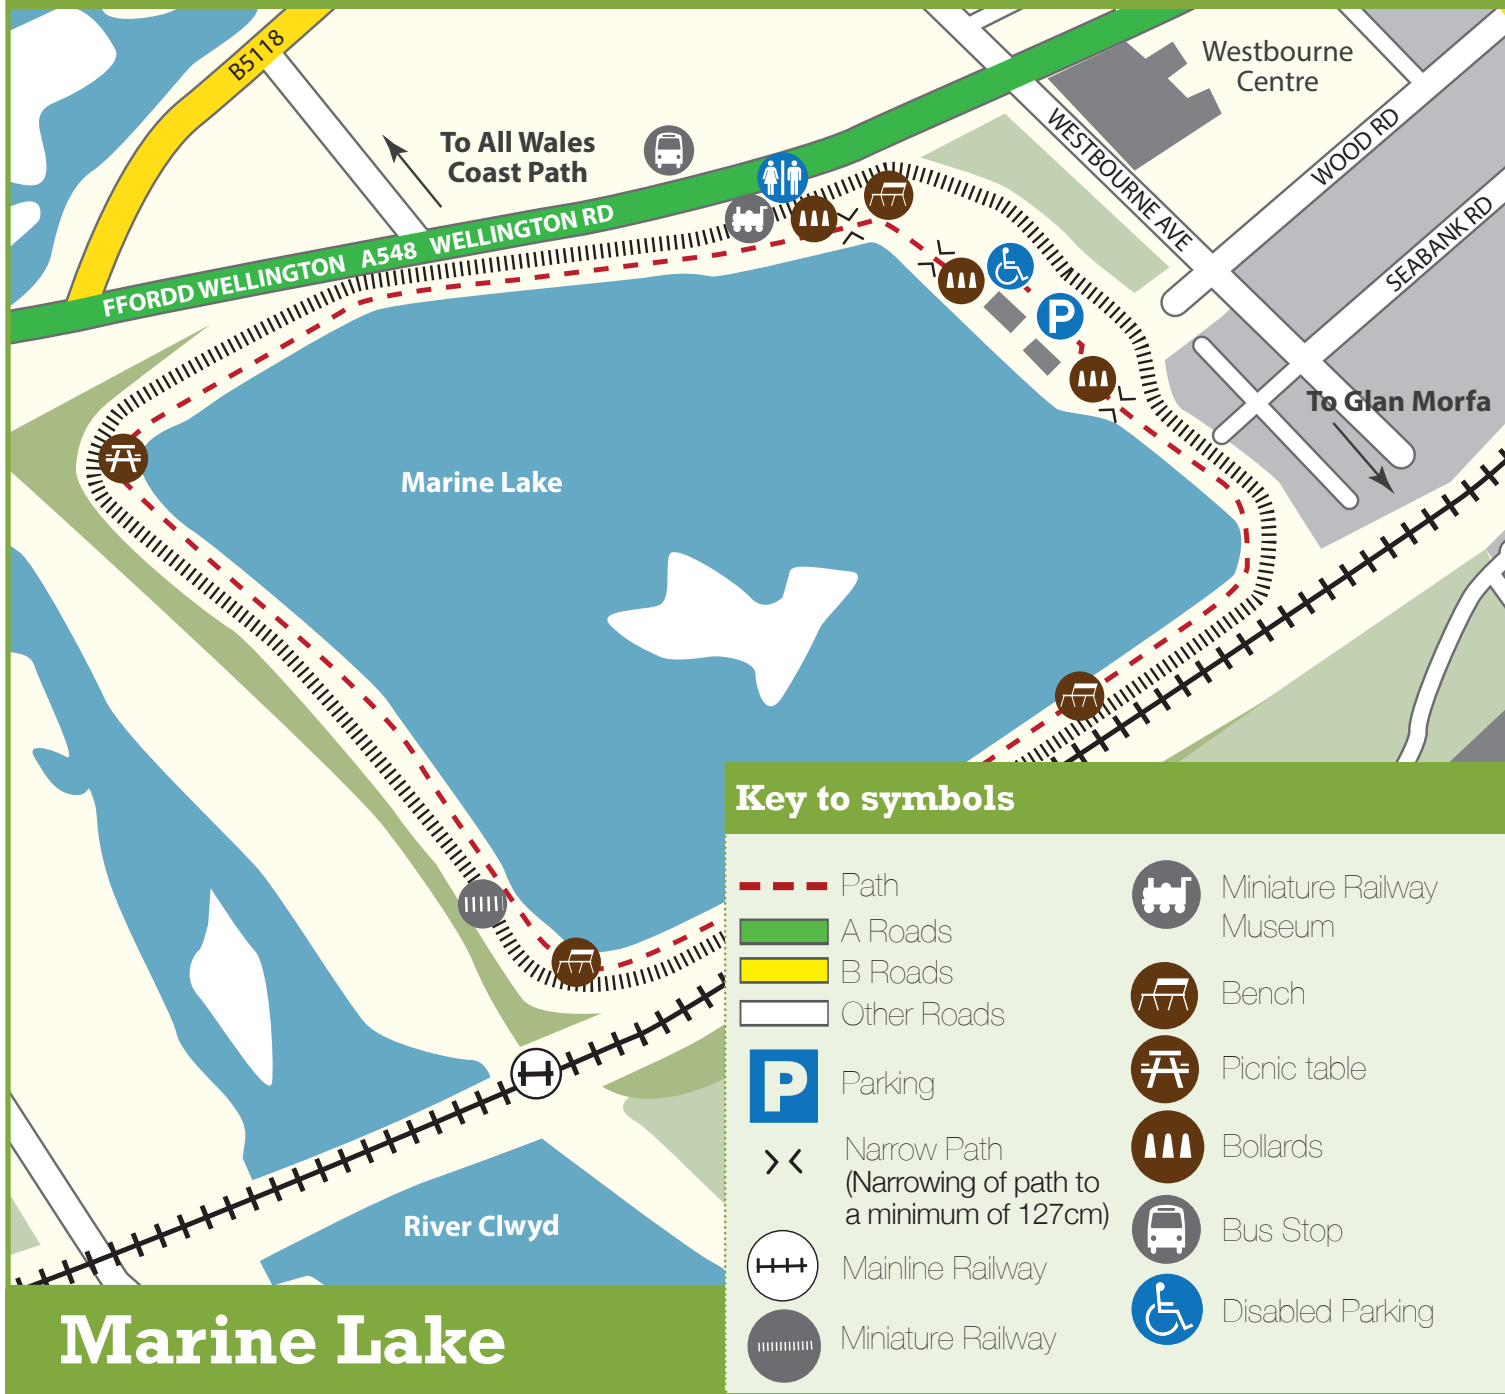 B5118
Westbourne
Centre
To All Wales
Coast Path
WESTBOURNE AVE
WOOD RD
SEABANK RD
FFORDD WELLINGTON A548 WELLINGTON RD
P
To Glan Morfa
Marine Lake
River Clwyd
Marine Lake
Key to symbols
Path
A Roads
B Roads
Other Roads
P
Parking
Narrow Path
(Narrowing of path to
a minimum of 127cm)
Mainline Railway
Miniature Railway
Miniature Railway
Museum
Bench
Picnic table
Bollards
Bus Stop
Disabled Parking